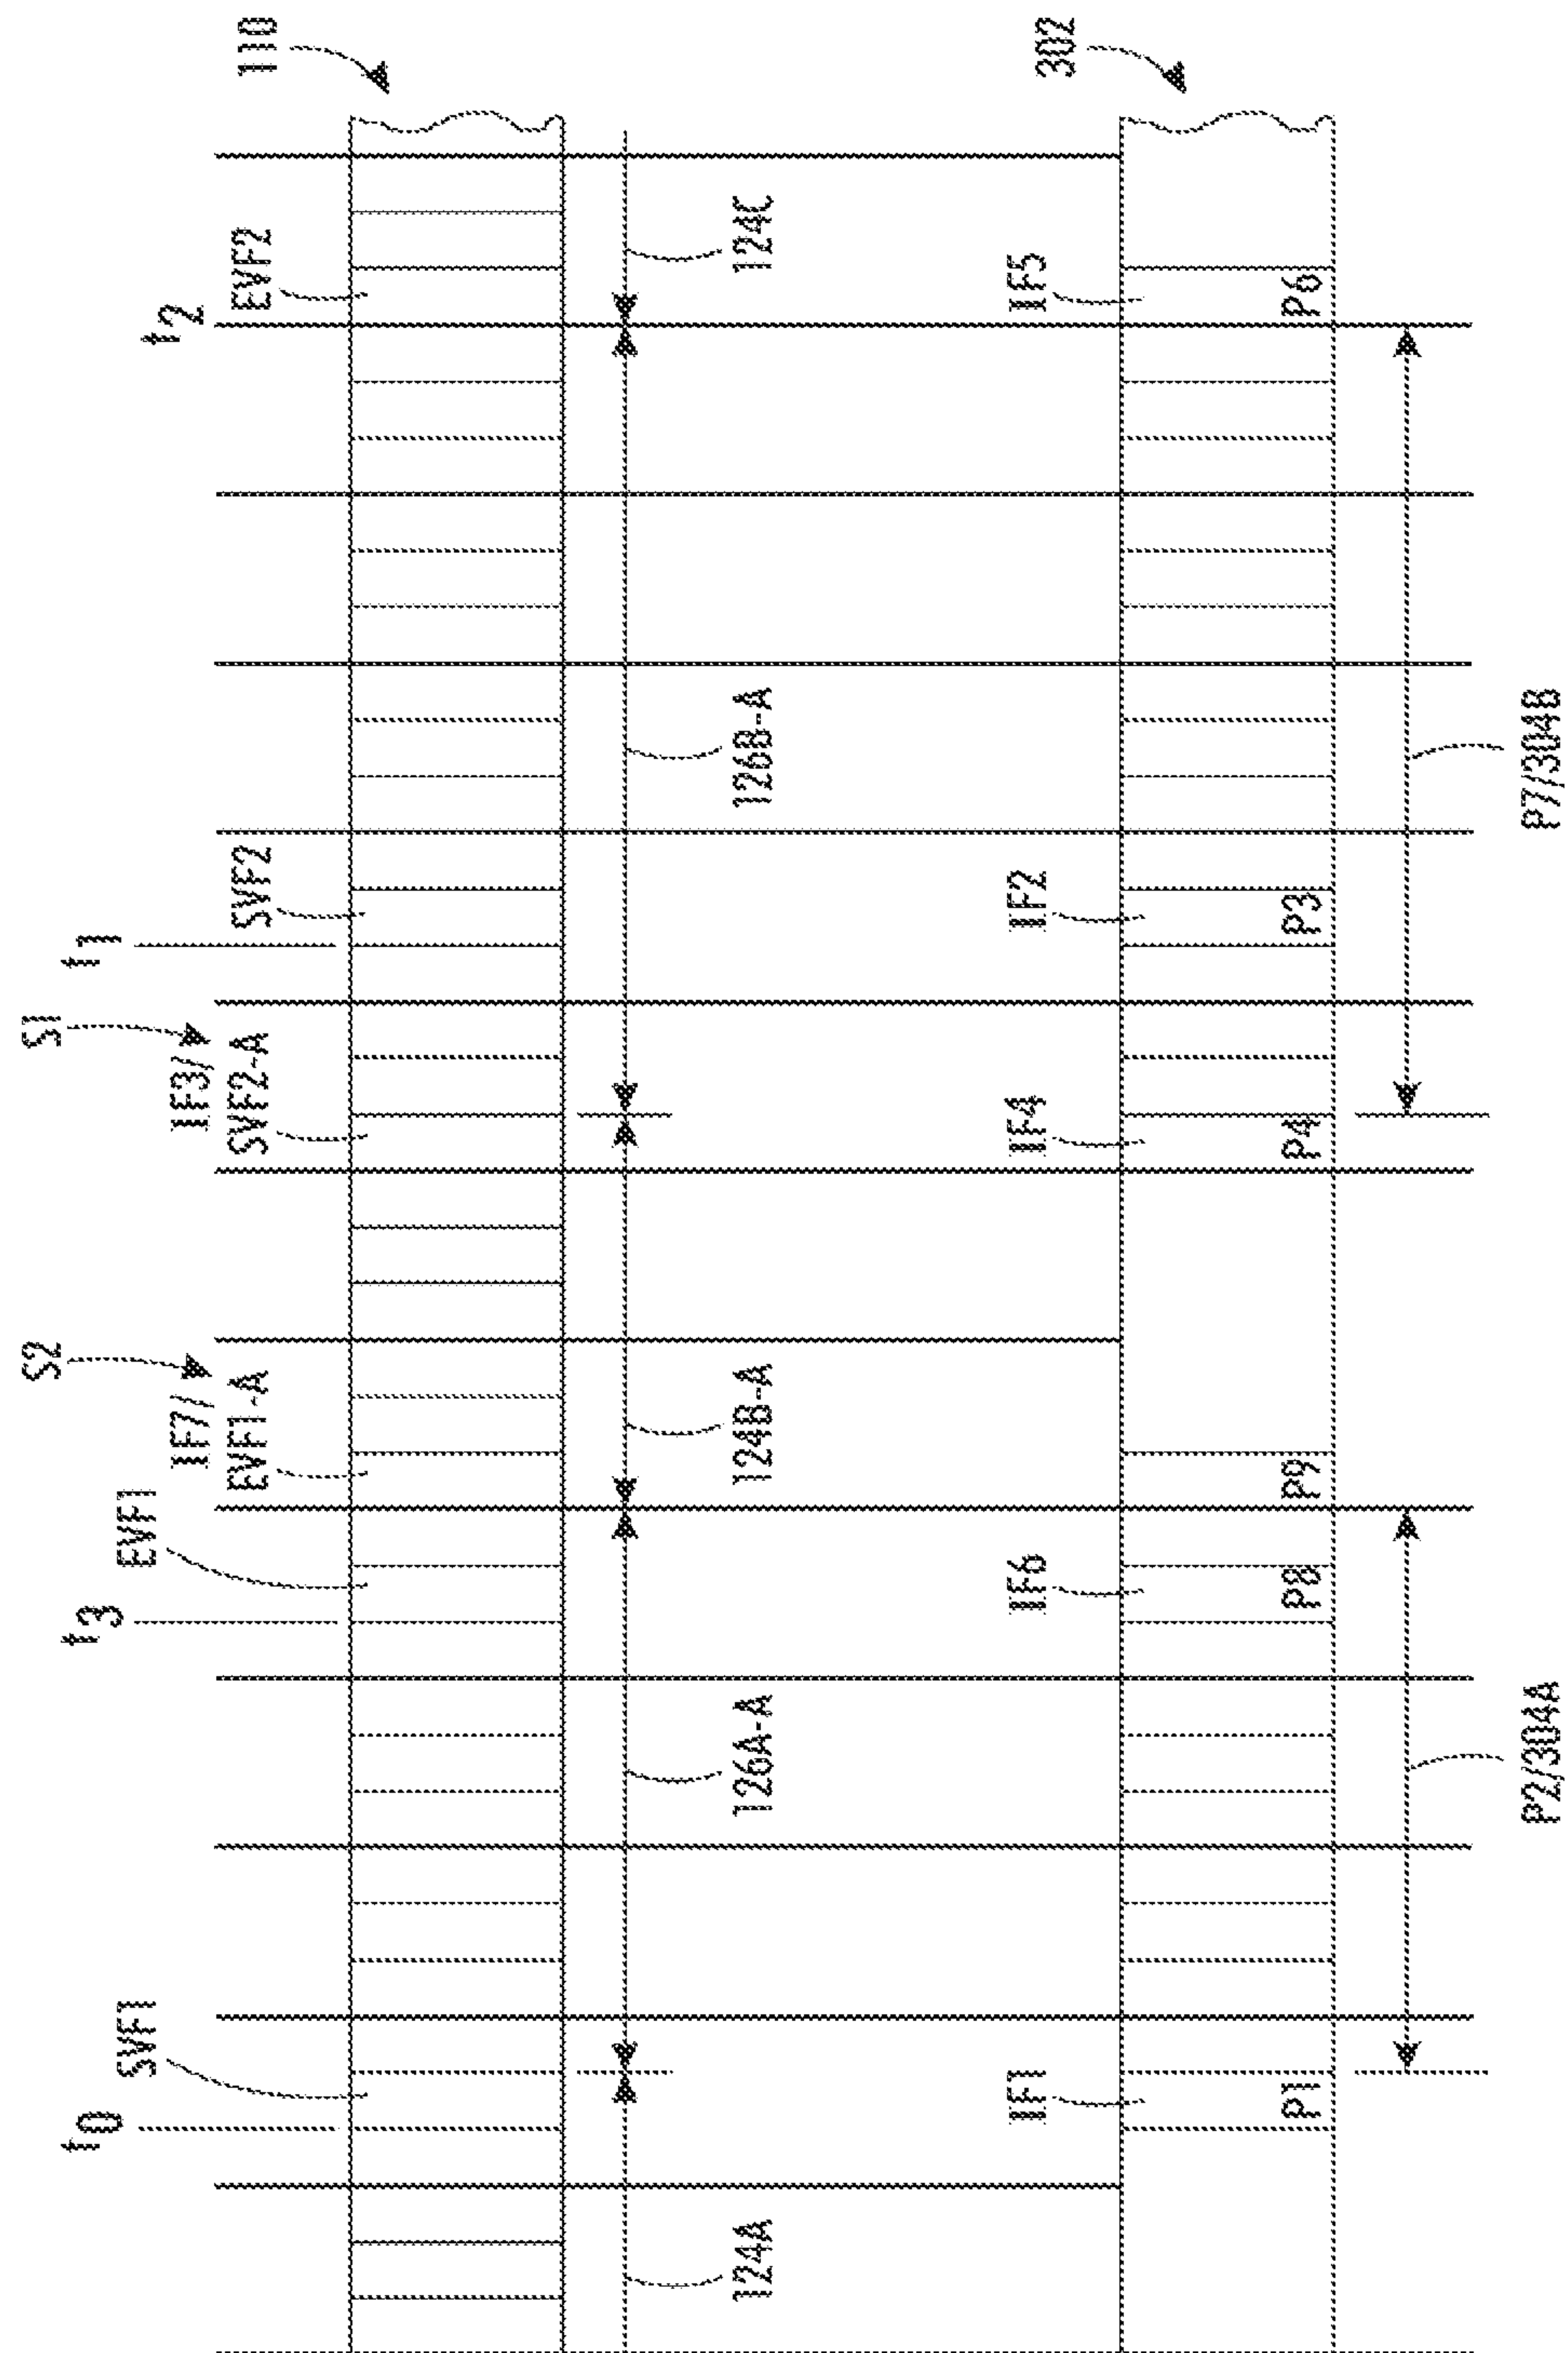 t0
SVF1
t3
EVF1
S2
IF7/
EVF1-A
S1
IF3/
SVF2-A
t1
SVF2
t2
EVF2
110
124A
126A-A
124B-A
126B-A
124C
IF1
IF6
IF4
IF2
IF5
302
P1
P8
P9
P4
P3
P6
P2/304A
P7/304B